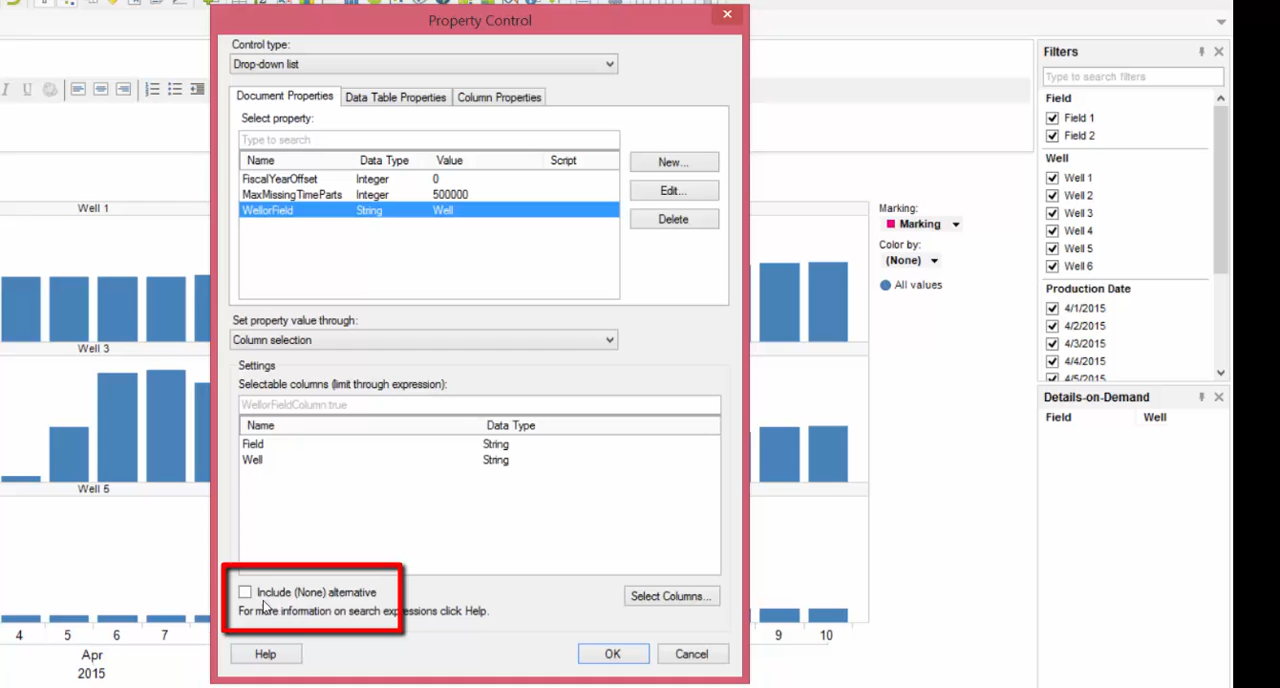 Property Control
Control type:
Drop-down list
Document Properties Data Table Properties Column Properties
Select property:
Type to search
Name Data Type Value Script
FiscalYearOffset Integer 0
MaxMissingTimeParts Integer 500000
WellorField String Well
New...
Edit...
Delete
Set property value through:
Column selection
Settings
Selectable columns (limit through expression):
WellorFieldColumn:true
Name Data Type
Field String
Well String
Include (None) alternative
Select Columns...
For more information on search expressions click Help.
Help OK Cancel
Well 1
Well 3
Well 5
4 5 6 7 9 10
Apr
2015
Marking:
Marking
Color by:
(None)
All values
Filters
Type to search filters
Field
Field 1
Field 2
Well
Well 1
Well 2
Well 3
Well 4
Well 5
Well 6
Production Date
4/1/2015
4/2/2015
4/3/2015
4/4/2015
4/5/2015
Details-on-Demand
Field Well